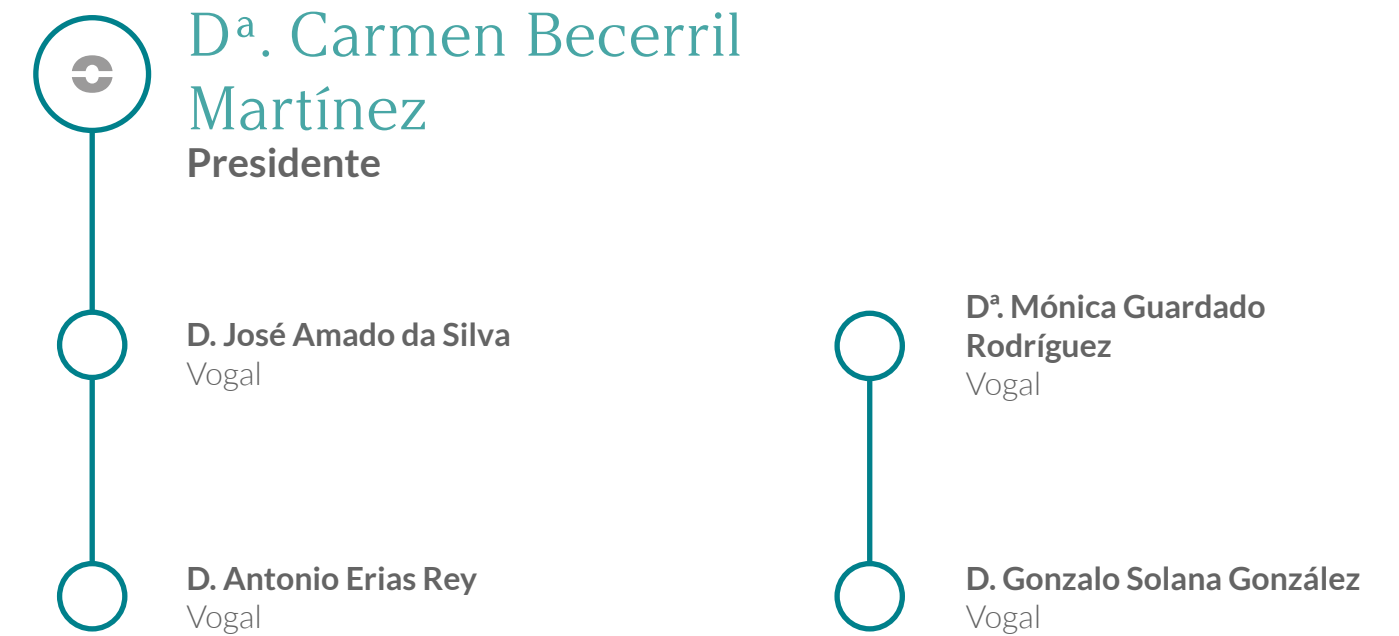 Dª. Carmen Becerril
Martínez
Presidente
D. José Amado da Silva
Vogal
Dª. Mónica Guardado
Rodríguez
Vogal
D. Antonio Erias Rey
Vogal
D. Gonzalo Solana González
Vogal